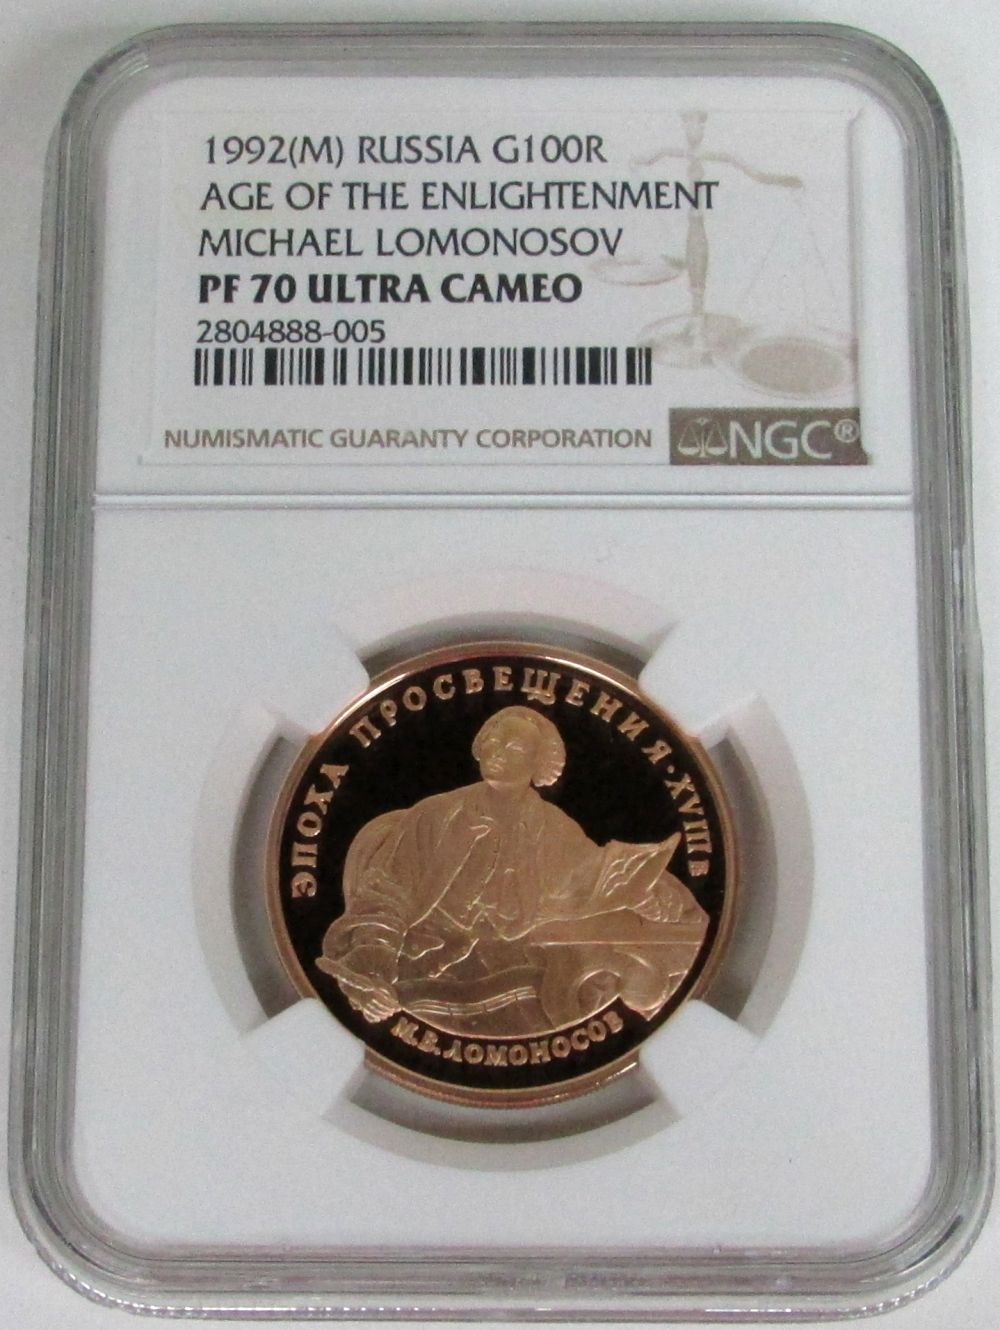 1992(M) RUSSIA G100R
AGE OF THE ENLIGHTENMENT
MICHAEL LOMONOSOV
PF 70 ULTRA CAMEO
2804888-005
NUMISMATIC GUARANTY CORPORATION
NGC®
ЭПОХА ПРОСВЕЩЕНИЯ · XVIII В
М.В. ЛОМОНОСОВ